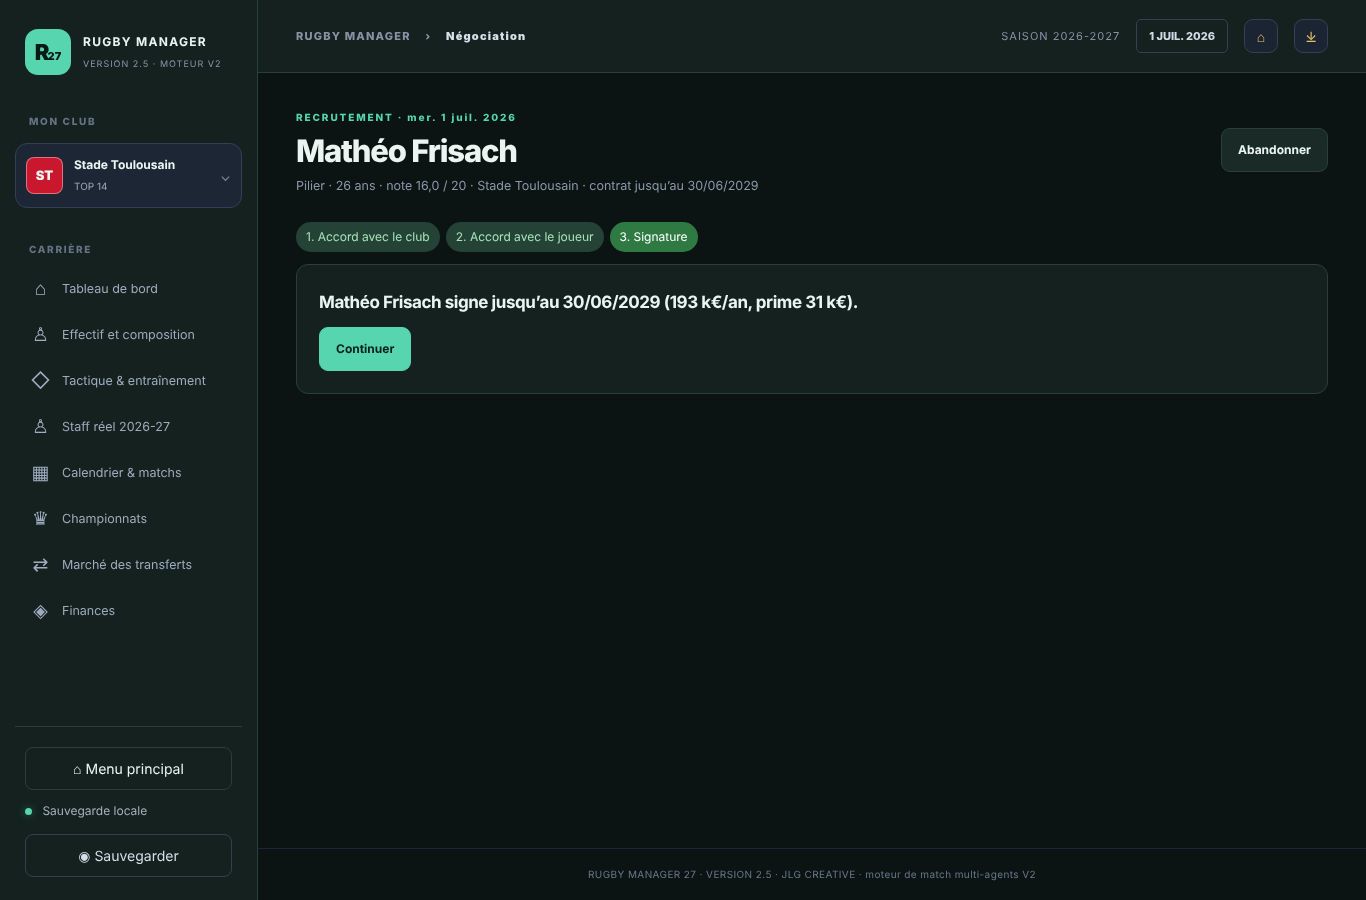 R27
RUGBY MANAGER
VERSION 2.5 · MOTEUR V2
MON CLUB
ST
Stade Toulousain
TOP 14
CARRIÈRE
Tableau de bord
Effectif et composition
Tactique & entraînement
Staff réel 2026-27
Calendrier & matchs
Championnats
Marché des transferts
Finances
Menu principal
Sauvegarde locale
Sauvegarder
RUGBY MANAGER › Négociation
SAISON 2026-2027
1 JUIL. 2026
RECRUTEMENT · mer. 1 juil. 2026
Mathéo Frisach
Pilier · 26 ans · note 16,0 / 20 · Stade Toulousain · contrat jusqu’au 30/06/2029
Abandonner
1. Accord avec le club
2. Accord avec le joueur
3. Signature
Mathéo Frisach signe jusqu’au 30/06/2029 (193 k€/an, prime 31 k€).
Continuer
RUGBY MANAGER 27 · VERSION 2.5 · JLG CREATIVE · moteur de match multi-agents V2